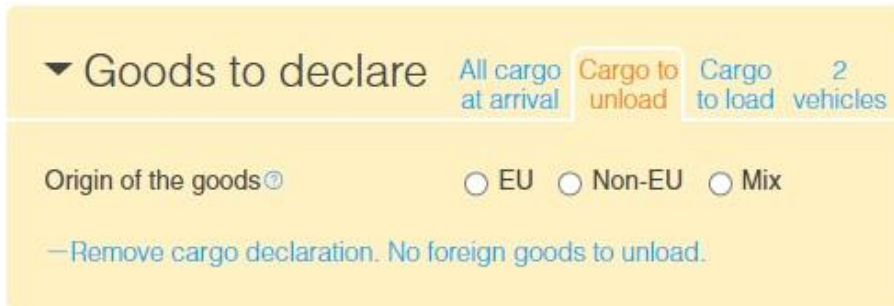 Goods to declare
All cargo at arrival
Cargo to unload
Cargo to load
2 vehicles
Origin of the goods
EU Non-EU Mix
—Remove cargo declaration. No foreign goods to unload.